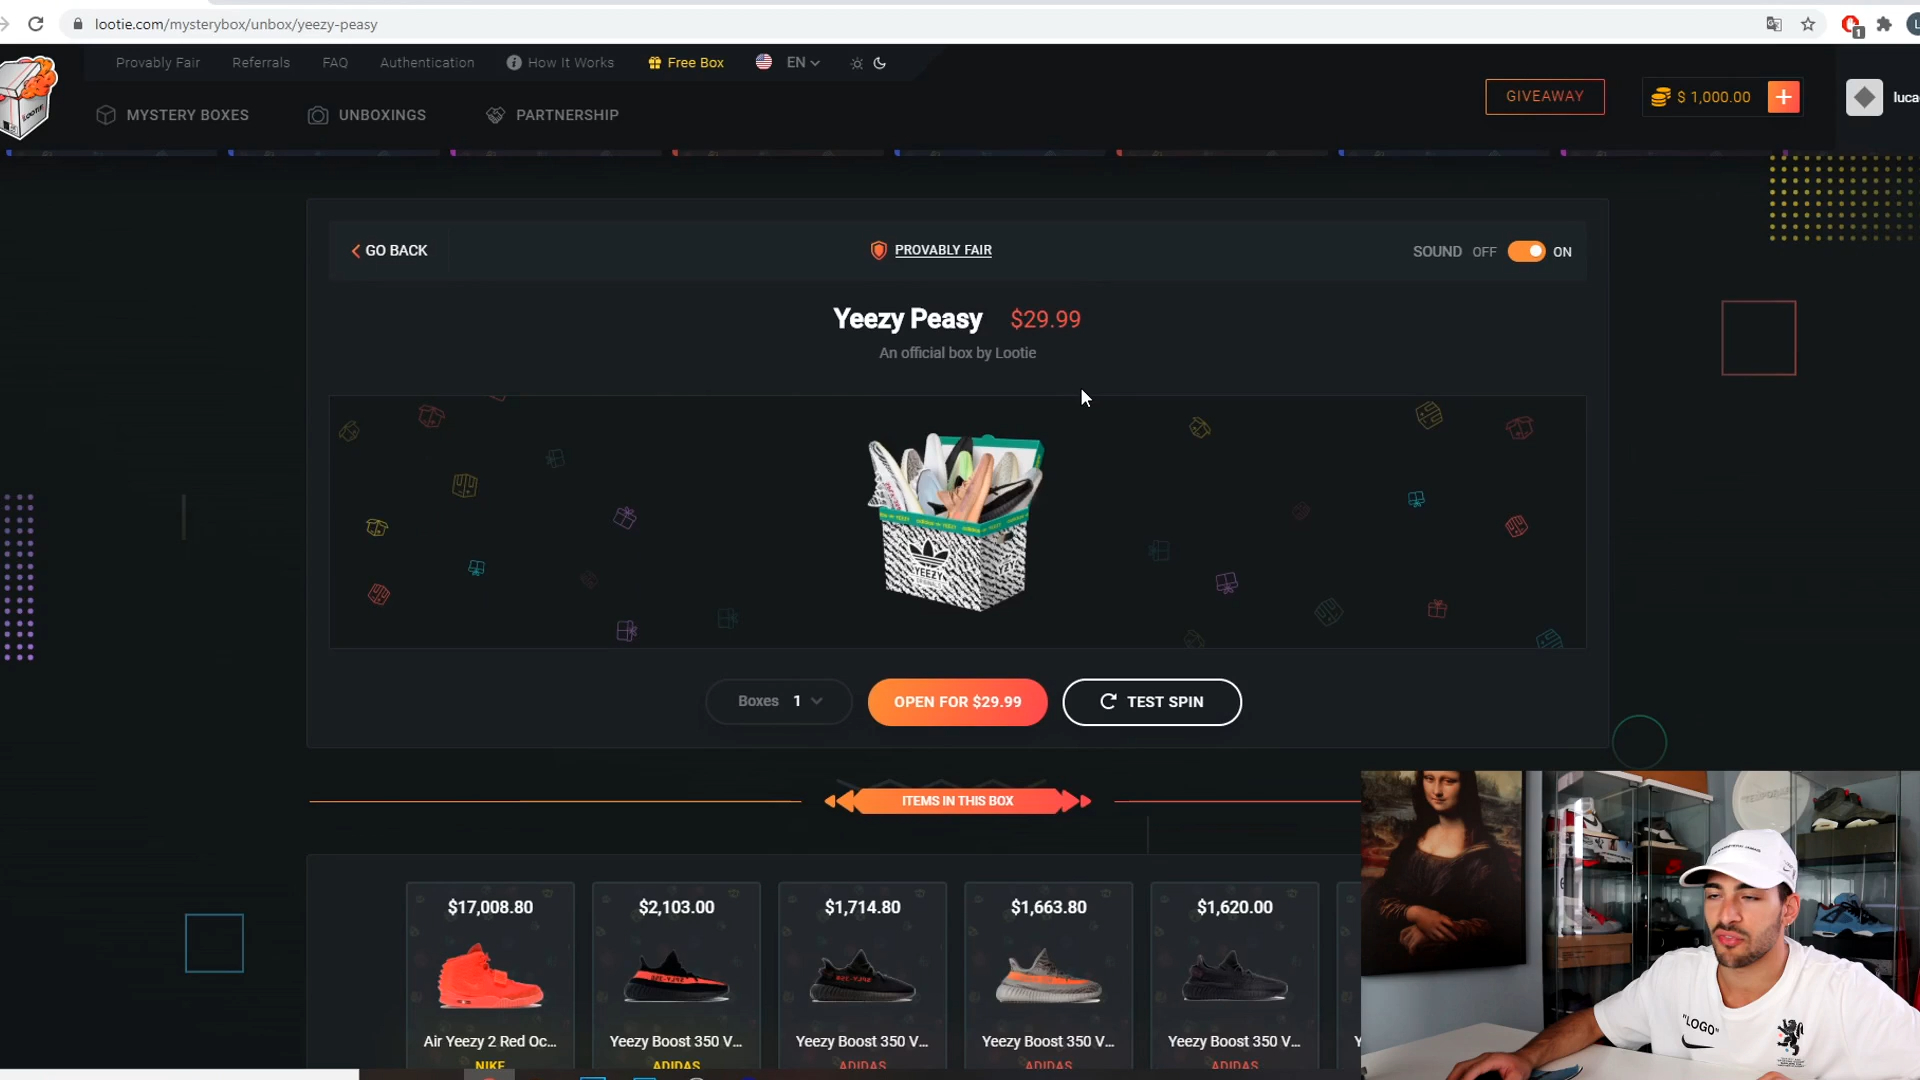 lootie.com/mysterybox/unbox/yeezy-peasy
1
Provably Fair Referrals FAQ Authentication How It Works Free Box EN
MYSTERY BOXES UNBOXINGS PARTNERSHIP
GIVEAWAY
$ 1,000.00 +
luca
GO BACK
PROVABLY FAIR
SOUND OFF ON
Yeezy Peasy $29.99
An official box by Lootie
YEEZY
Boxes 1
OPEN FOR $29.99
TEST SPIN
ITEMS IN THIS BOX
$17,008.80 $2,103.00 $1,714.80 $1,663.80 $1,620.00
Air Yeezy 2 Red Oc... Yeezy Boost 350 V... Yeezy Boost 350 V... Yeezy Boost 350 V... Yeezy Boost 350 V...
NIKE ADIDAS ADIDAS ADIDAS ADIDAS
"LOGO"